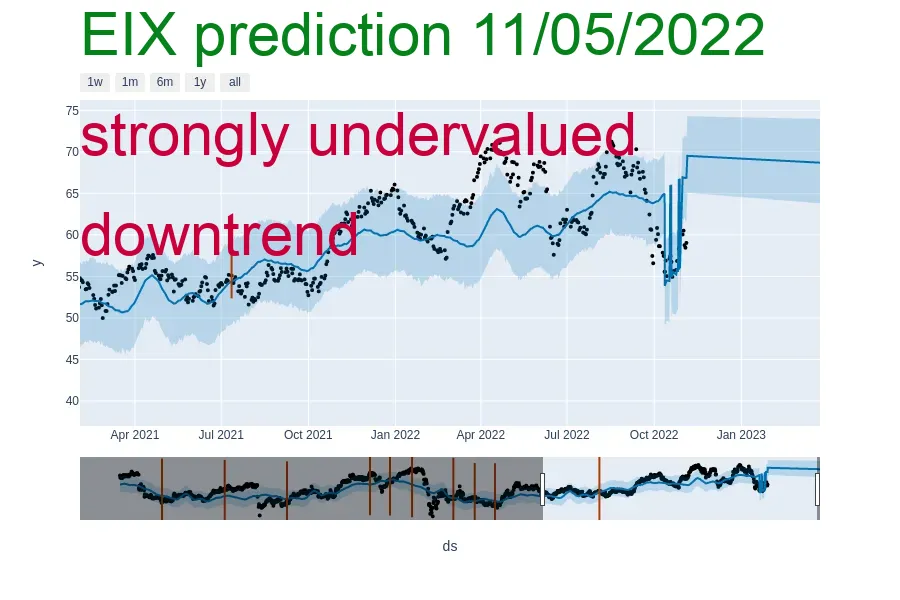 EIX prediction 11/05/2022
1w 1m 6m 1y all
strongly undervalued
downtrend
75
70
65
60
55
50
45
40
y
Apr 2021 Jul 2021 Oct 2021 Jan 2022 Apr 2022 Jul 2022 Oct 2022 Jan 2023
ds